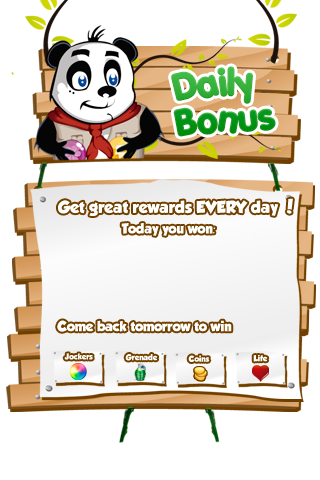 Daily
Bonus
Get great rewards EVERY day !
Today you won:
Come back tomorrow to win
Jockers Grenade Coins Life